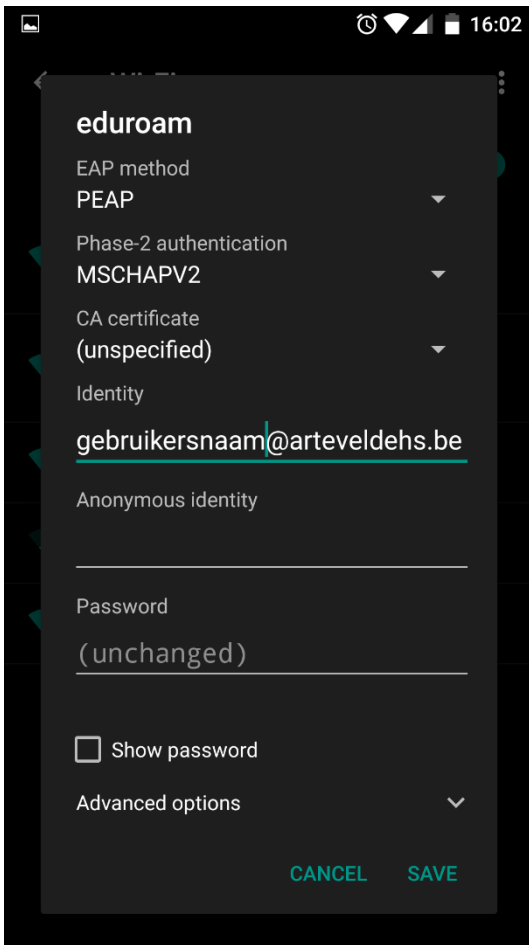 16:02
eduroam
EAP method
PEAP
Phase-2 authentication
MSCHAPV2
CA certificate
(unspecified)
Identity
gebruikersnaam@arteveldehs.be
Anonymous identity
Password
(unchanged)
Show password
Advanced options
CANCEL SAVE